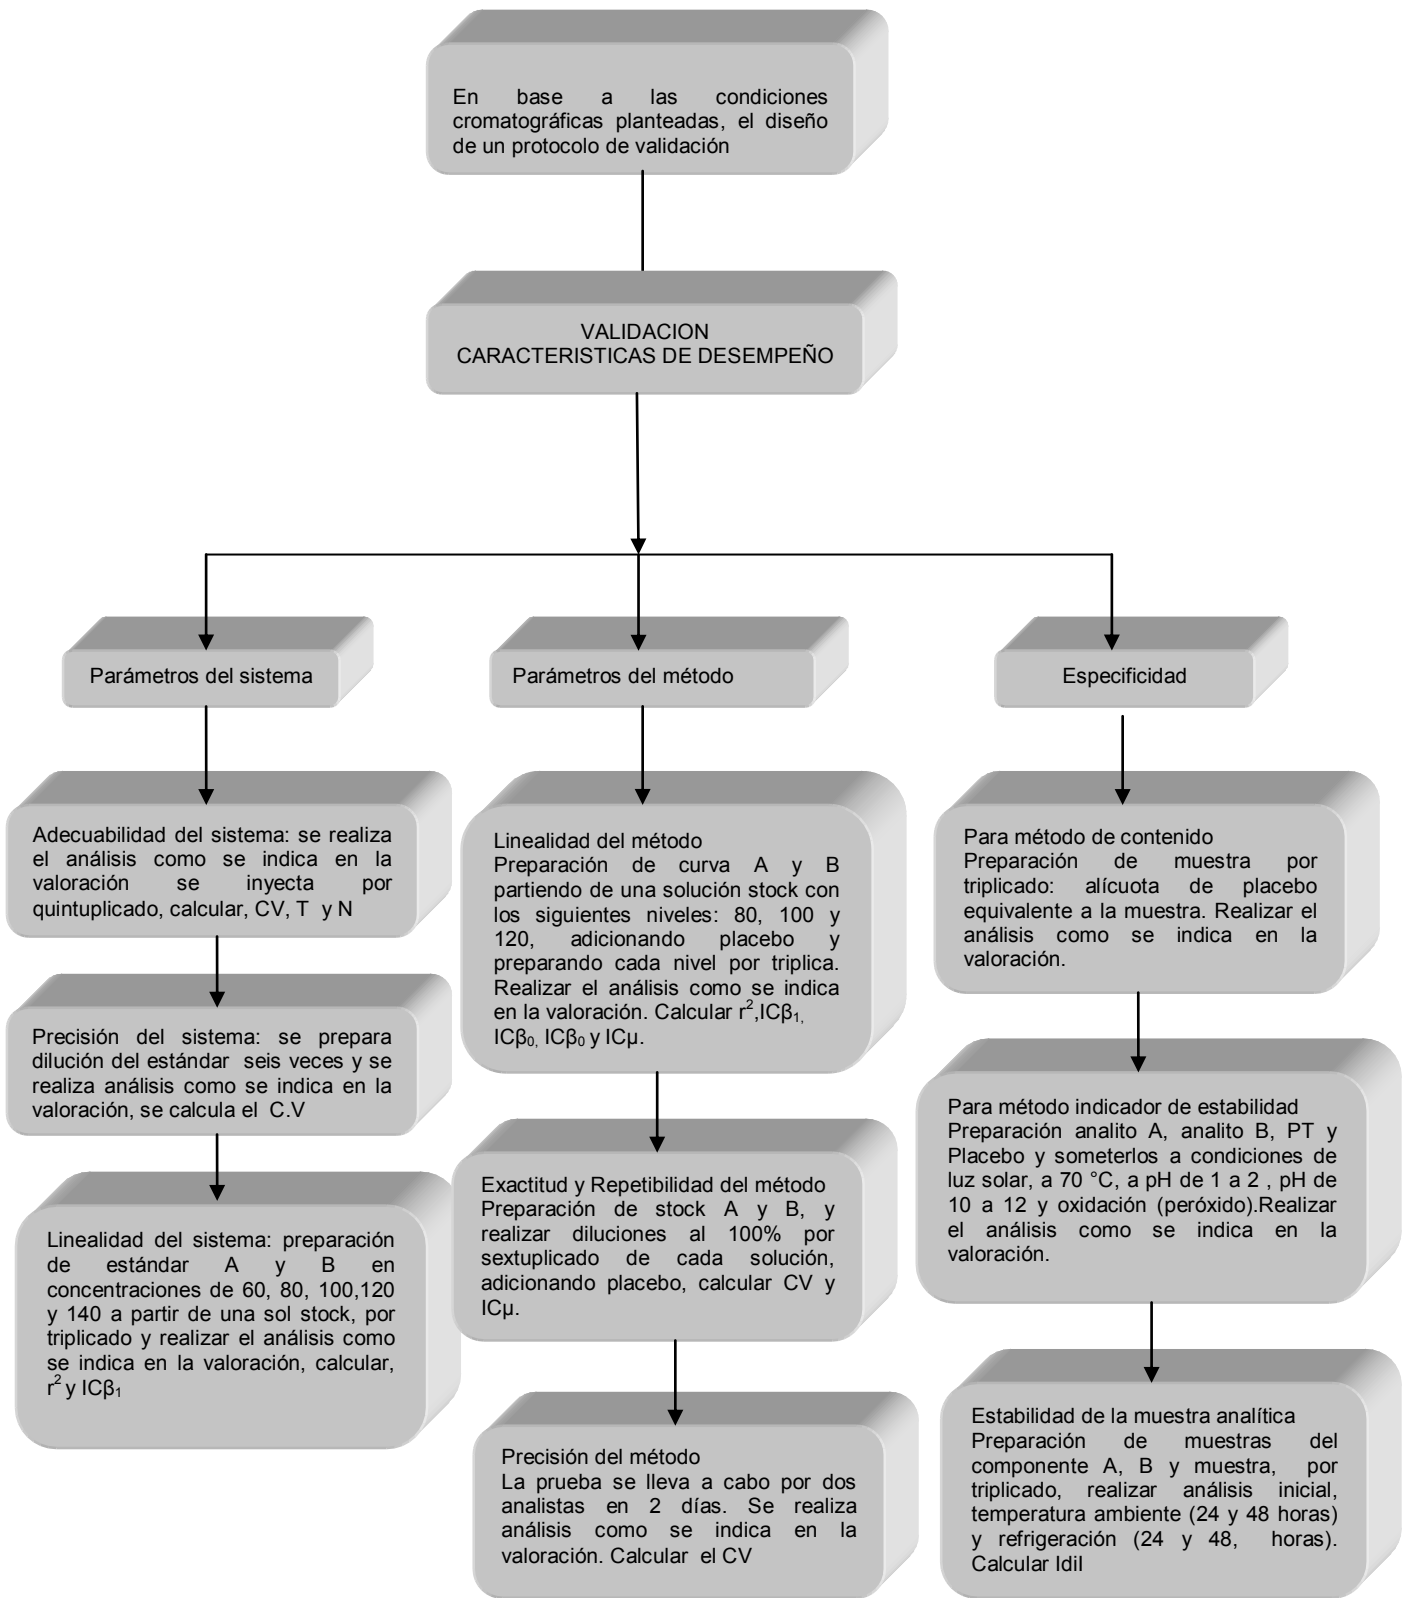 En base a las condiciones
cromatográficas planteadas, el diseño
de un protocolo de validación
VALIDACION
CARACTERISTICAS DE DESEMPEÑO
Parámetros del sistema
Parámetros del método
Especificidad
Adecuabilidad del sistema: se realiza
el análisis como se indica en la
valoración se inyecta por
quintuplicado, calcular, CV, T y N
Precisión del sistema: se prepara
dilución del estándar seis veces y se
realiza análisis como se indica en la
valoración, se calcula el C.V
Linealidad del sistema: preparación
de estándar A y B en
concentraciones de 60, 80, 100,120
y 140 a partir de una sol stock, por
triplicado y realizar el análisis como
se indica en la valoración, calcular,
r² y ICβ₁
Linealidad del método
Preparación de curva A y B
partiendo de una solución stock con
los siguientes niveles: 80, 100 y
120, adicionando placebo y
preparando cada nivel por triplica.
Realizar el análisis como se indica
en la valoración. Calcular r²,ICβ₁,
ICβ₀, ICβ₀ y ICµ.
Exactitud y Repetibilidad del método
Preparación de stock A y B, y
realizar diluciones al 100% por
sextuplicado de cada solución,
adicionando placebo, calcular CV y
ICµ.
Precisión del método
La prueba se lleva a cabo por dos
analistas en 2 días. Se realiza
análisis como se indica en la
valoración. Calcular el CV
Para método de contenido
Preparación de muestra por
triplicado: alícuota de placebo
equivalente a la muestra. Realizar el
análisis como se indica en la
valoración.
Para método indicador de estabilidad
Preparación analito A, analito B, PT y
Placebo y someterlos a condiciones de
luz solar, a 70 °C, a pH de 1 a 2 , pH de
10 a 12 y oxidación (peróxido).Realizar
el análisis como se indica en la
valoración.
Estabilidad de la muestra analítica
Preparación de muestras del
componente A, B y muestra, por
triplicado, realizar análisis inicial,
temperatura ambiente (24 y 48 horas)
y refrigeración (24 y 48, horas).
Calcular IdiI